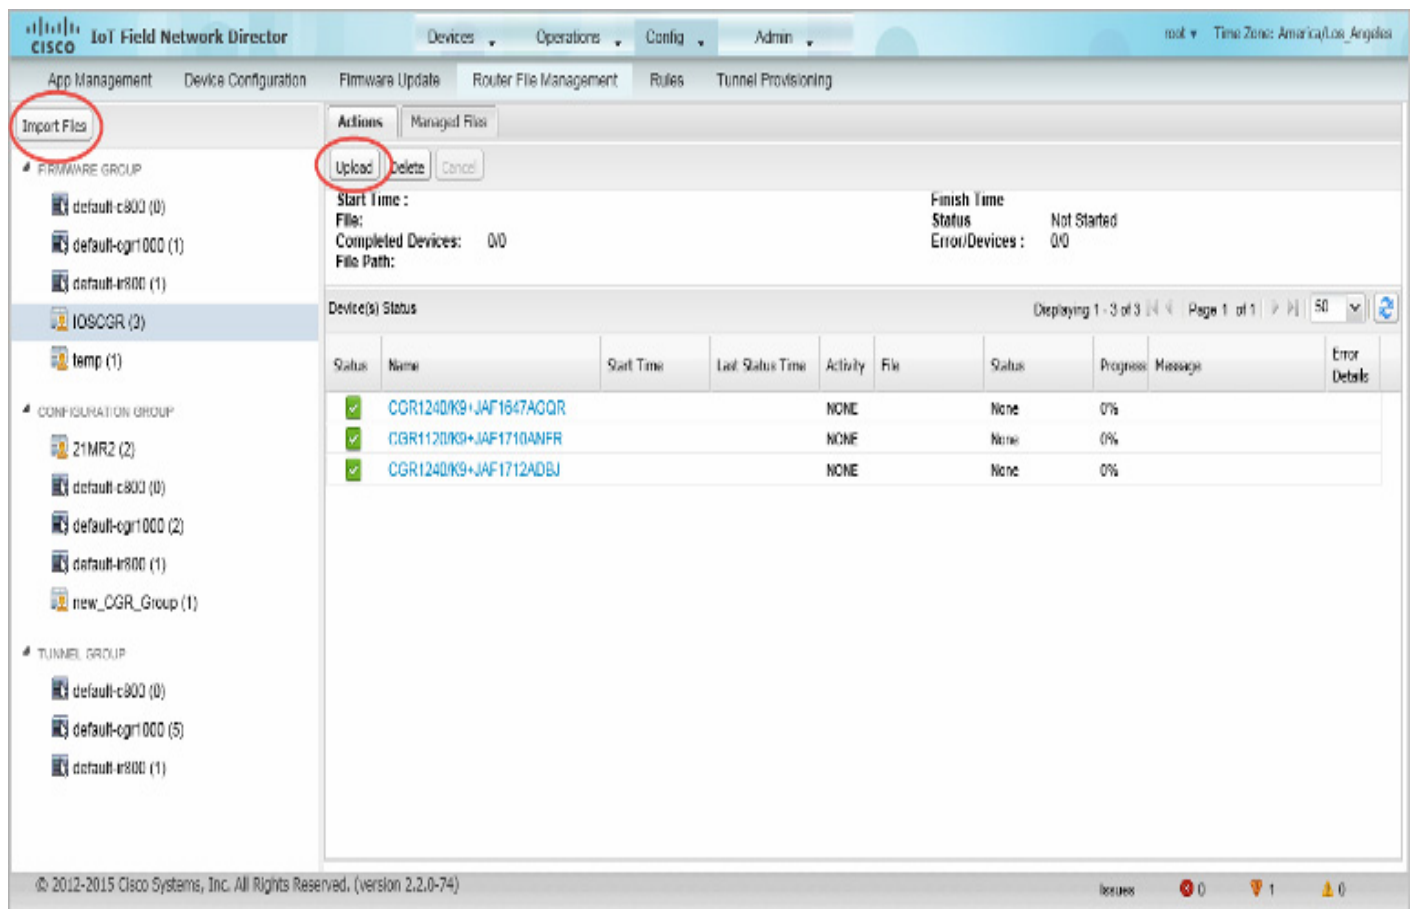 CISCO IoT Field Network Director
Devices Operations Config Admin
root Time Zone: America/Los_Angeles
App Management Device Configuration Firmware Update Router File Management Rules Tunnel Provisioning
Import Files
FIRMWARE GROUP
default-c800 (0)
default-cgr1000 (1)
default-ir800 (1)
IOSCGR (3)
temp (1)
CONFIGURATION GROUP
21MR2 (2)
default-c800 (0)
default-cgr1000 (2)
default-ir800 (1)
new_CGR_Group (1)
TUNNEL GROUP
default-c800 (0)
default-cgr1000 (5)
default-ir800 (1)
Actions Managed Files
Upload Delete Cancel
Start Time :
File:
Completed Devices: 0/0
File Path:
Finish Time
Status Not Started
Error/Devices : 0/0
Device(s) Status
Displaying 1 - 3 of 3 Page 1 of 1 50
Status Name Start Time Last Status Time Activity File Status Progress Message Error Details
CGR1240/K9+JAF1647AGQR NONE None 0%
CGR1120/K9+JAF1710ANFR NONE None 0%
CGR1240/K9+JAF1712ADBJ NONE None 0%
© 2012-2015 Cisco Systems, Inc. All Rights Reserved. (version 2.2.0-74)
Issues 0 1 0